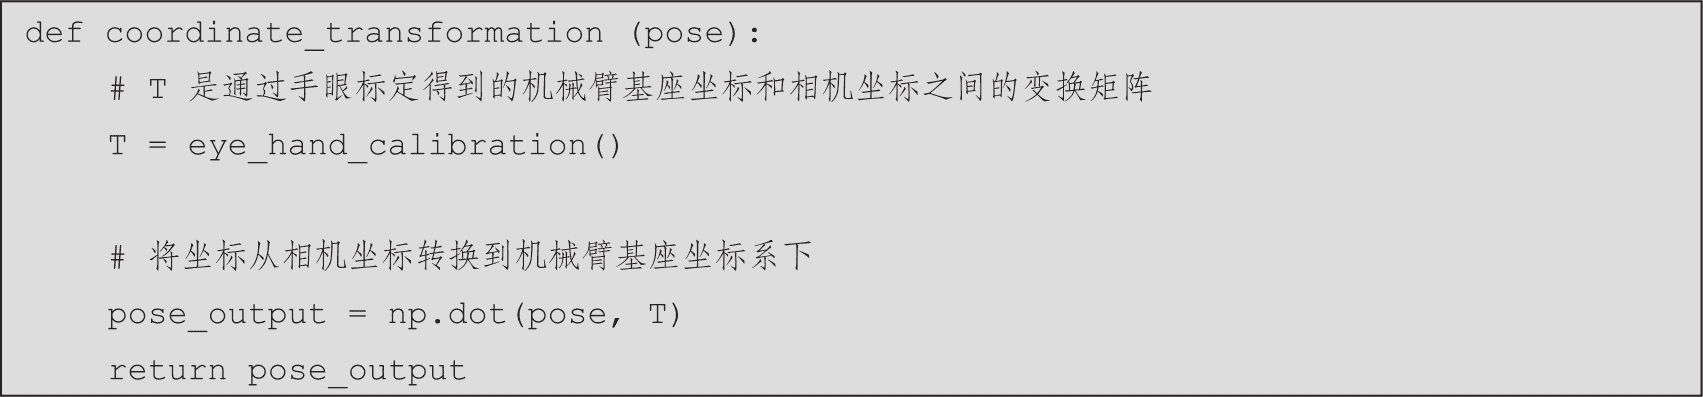 def coordinate_transformation (pose):
# T 是通过手眼标定得到的机械臂基座坐标和相机坐标之间的变换矩阵
T = eye_hand_calibration()
# 将坐标从相机坐标转换到机械臂基座坐标系下
pose_output = np.dot(pose, T)
return pose_output